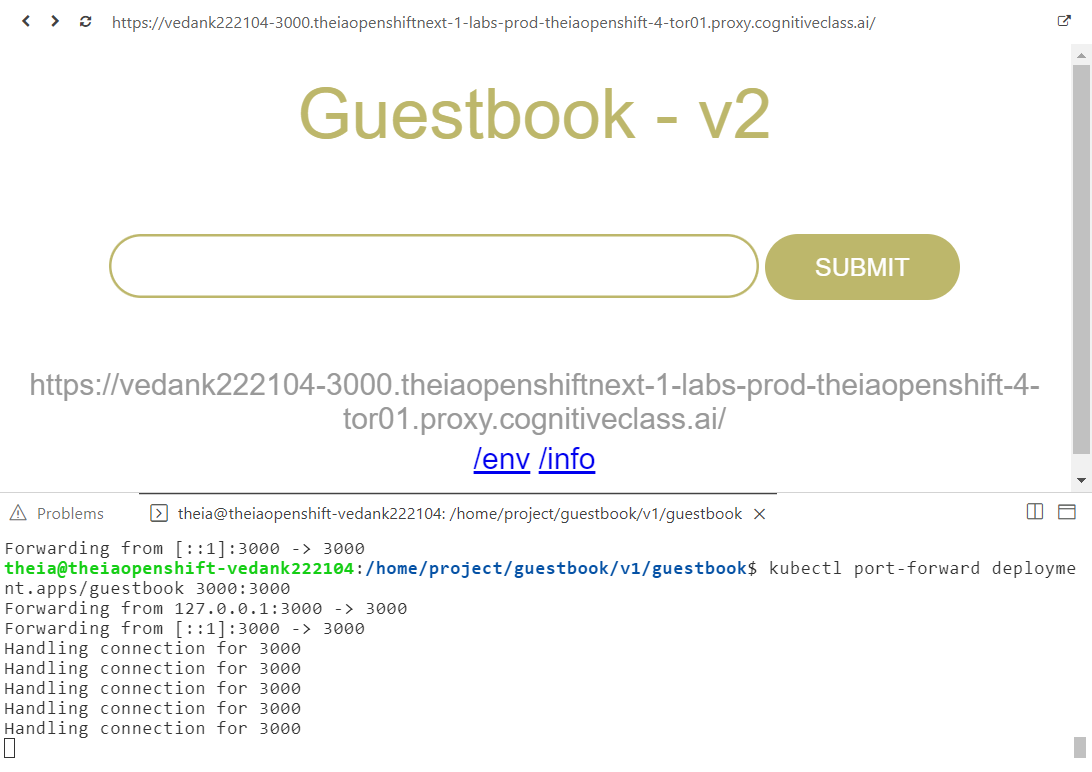 https://vedank222104-3000.theiaopenshiftnext-1-labs-prod-theiaopenshift-4-tor01.proxy.cognitiveclass.ai/
Guestbook - v2
SUBMIT
https://vedank222104-3000.theiaopenshiftnext-1-labs-prod-theiaopenshift-4-
tor01.proxy.cognitiveclass.ai/
/env /info
Problems
theia@theiaopenshift-vedank222104: /home/project/guestbook/v1/guestbook
Forwarding from [::1]:3000 -> 3000
theia@theiaopenshift-vedank222104:/home/project/guestbook/v1/guestbook$ kubectl port-forward deployme
nt.apps/guestbook 3000:3000
Forwarding from 127.0.0.1:3000 -> 3000
Forwarding from [::1]:3000 -> 3000
Handling connection for 3000
Handling connection for 3000
Handling connection for 3000
Handling connection for 3000
Handling connection for 3000